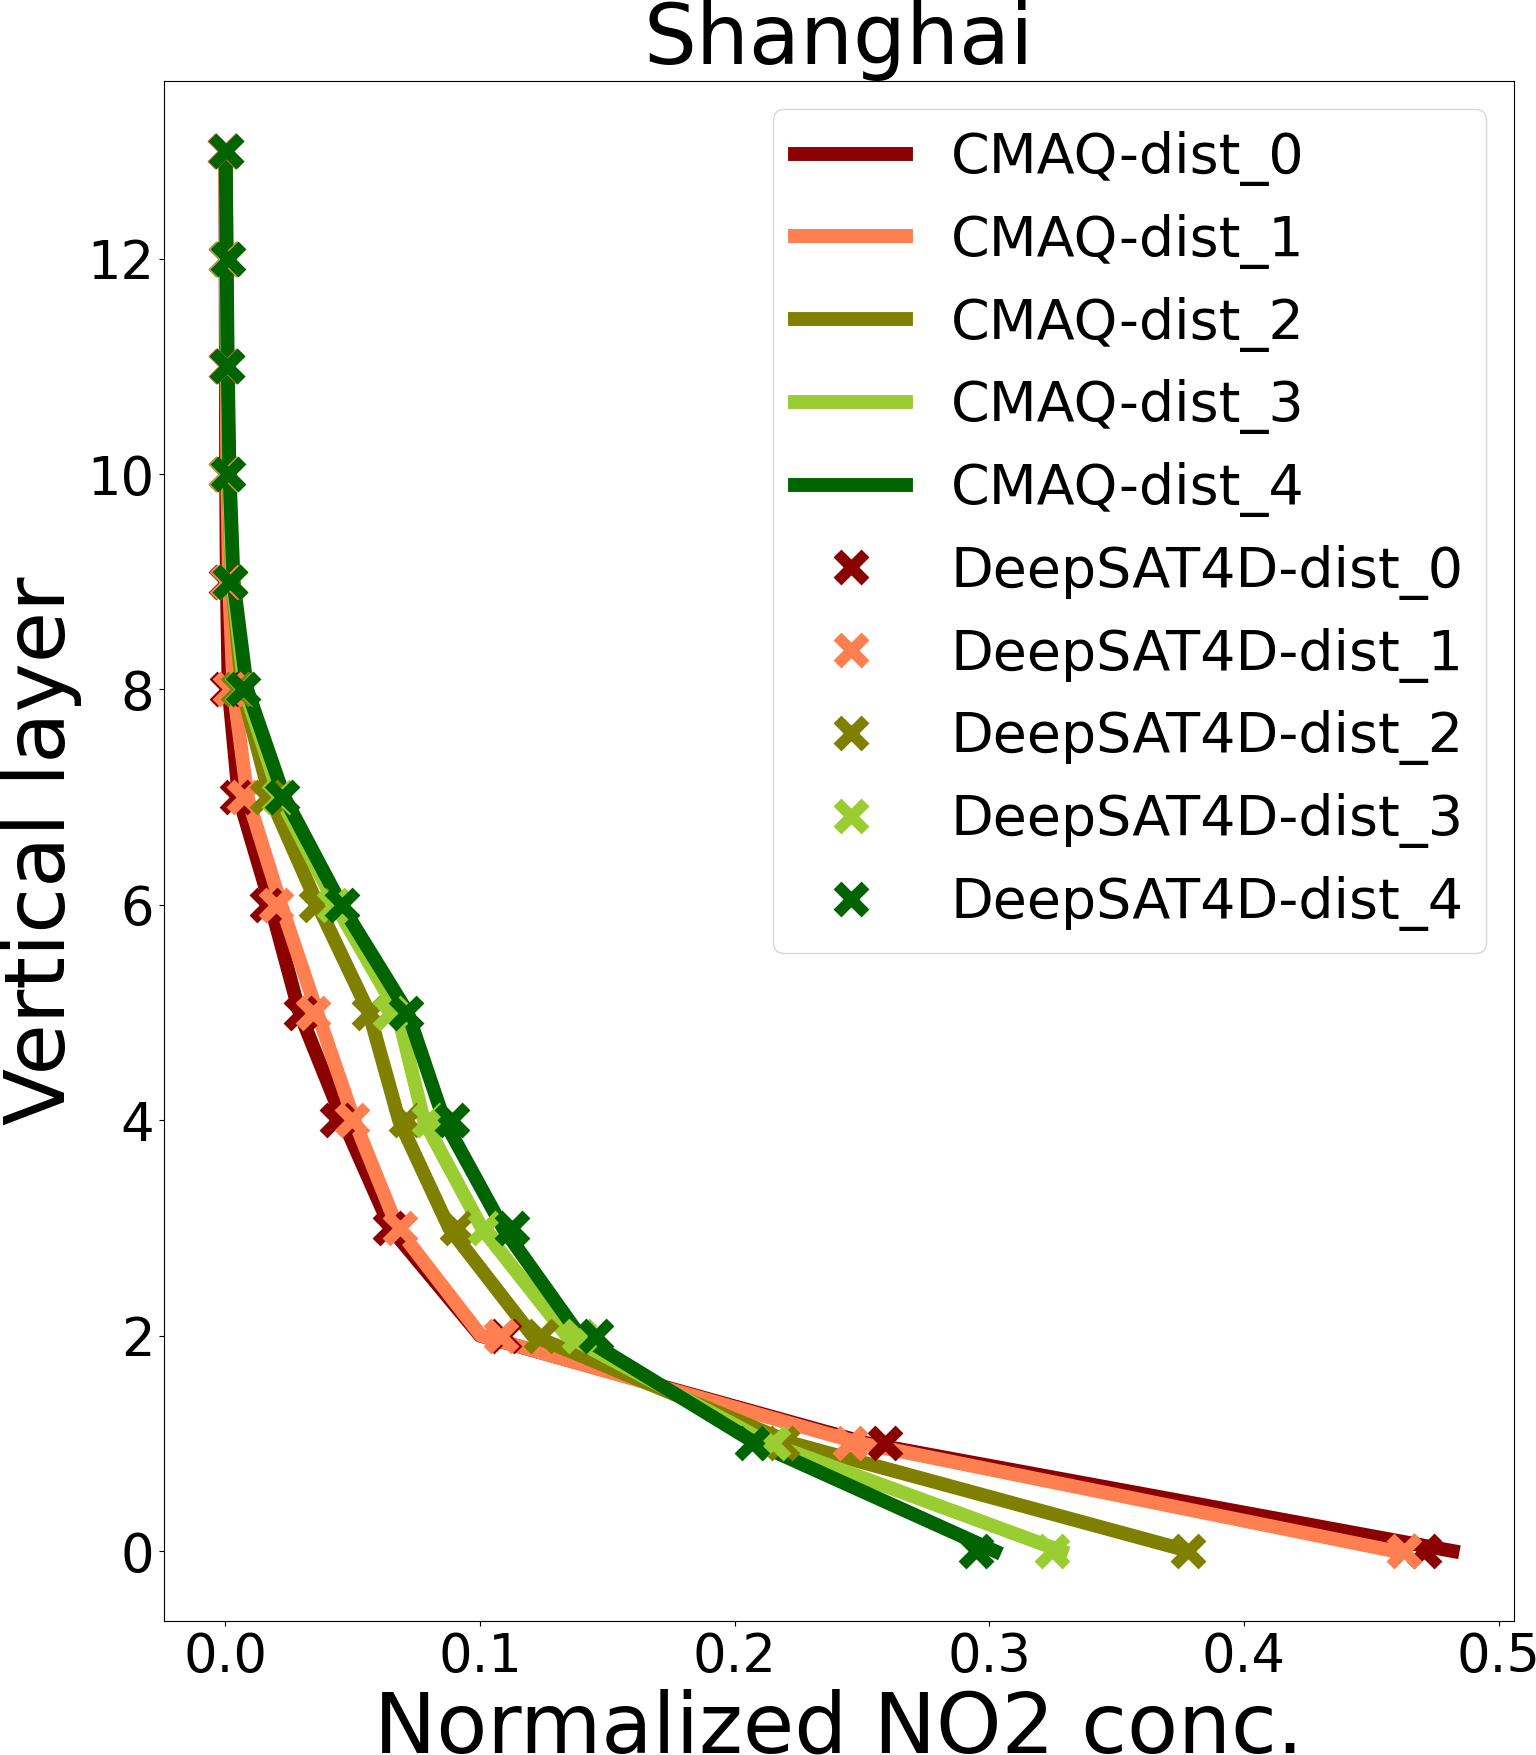 Shanghai
CMAQ-dist_0
CMAQ-dist_1
CMAQ-dist_2
CMAQ-dist_3
CMAQ-dist_4
DeepSAT4D-dist_0
DeepSAT4D-dist_1
DeepSAT4D-dist_2
DeepSAT4D-dist_3
DeepSAT4D-dist_4
Vertical layer
12
10
8
6
4
2
0
0.0 0.1 0.2 0.3 0.4 0.5
Normalized NO2 conc.